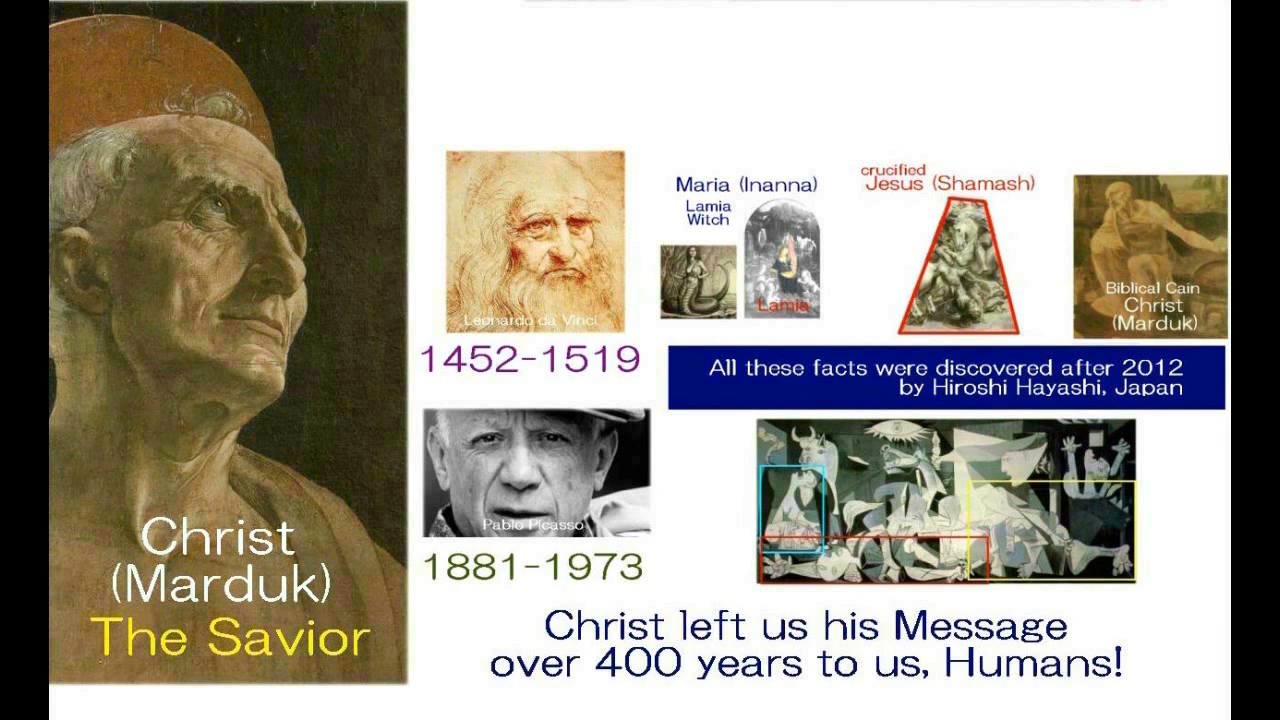 Christ
(Marduk)
The Savior
Leonardo da Vinci
1452-1519
Pablo Picasso
1881-1973
Maria (Inanna)
Lamia
Witch
Lamia
crucified
Jesus (Shamash)
Biblical Cain
Christ
(Marduk)
All these facts were discovered after 2012
by Hiroshi Hayashi, Japan
Christ left us his Message
over 400 years to us, Humans!